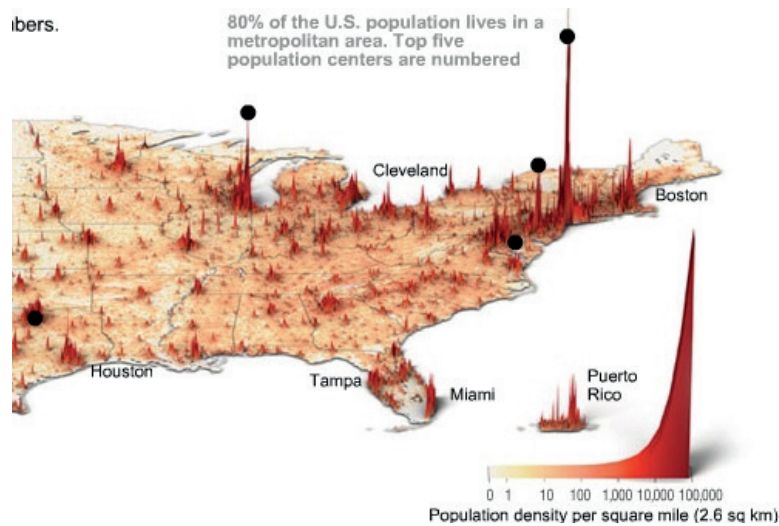 bers.
80% of the U.S. population lives in a
metropolitan area. Top five
population centers are numbered
Cleveland
Boston
Houston
Tampa
Miami
Puerto
Rico
0 1 10 100 1,000 10,000 100,000
Population density per square mile (2.6 sq km)